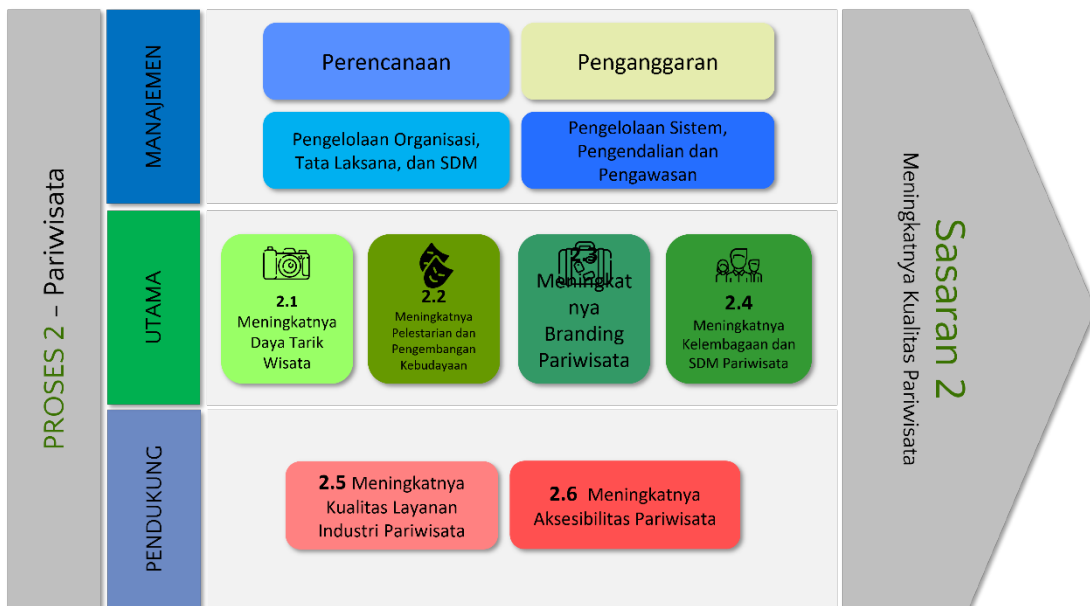 PROSES 2 – Pariwisata
MANAJEMEN
Perencanaan
Penganggaran
Pengelolaan Organisasi,
Tata Laksana, dan SDM
Pengelolaan Sistem,
Pengendalian dan
Pengawasan
UTAMA
2.1
Meningkatnya
Daya Tarik
Wisata
2.2
Meningkatnya
Pelestarian dan
Pengembangan
Kebudayaan
2.3
Meningkat
nya
Branding
Pariwisata
2.4
Meningkatnya
Kelembagaan dan
SDM Pariwisata
PENDUKUNG
2.5 Meningkatnya
Kualitas Layanan
Industri Pariwisata
2.6 Meningkatnya
Aksesibilitas Pariwisata
Sasaran 2
Meningkatnya Kualitas Pariwisata